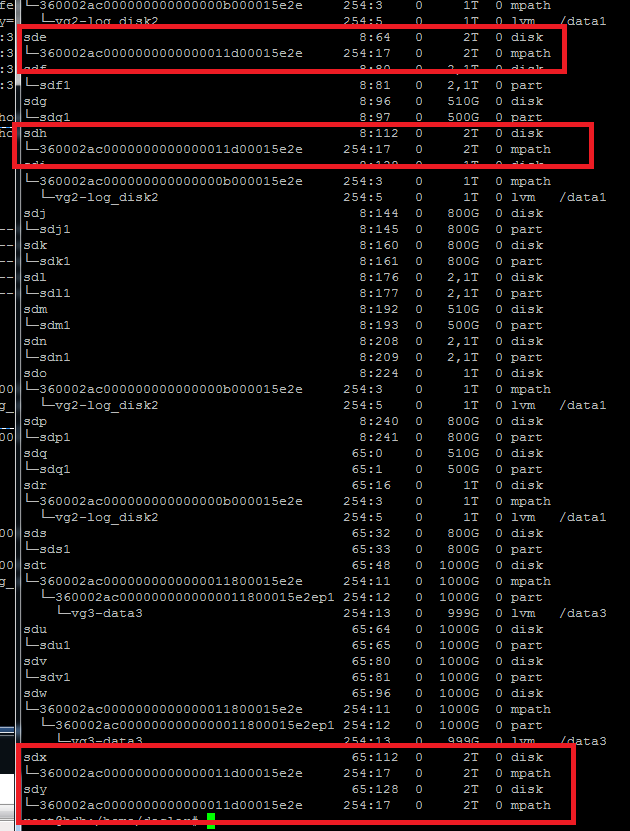 └─360002ac000000000000000b000015e2e 254:3 0 1T 0 mpath
└─vg2-log_disk2 254:5 0 1T 0 lvm /data1
sde 8:64 0 2T 0 disk
└─360002ac0000000000000011d00015e2e 254:17 0 2T 0 mpath
sdf 8:80 0 2,1T 0 disk
└─sdf1 8:81 0 2,1T 0 part
sdg 8:96 0 510G 0 disk
└─sdg1 8:97 0 500G 0 part
sdh 8:112 0 2T 0 disk
└─360002ac0000000000000011d00015e2e 254:17 0 2T 0 mpath
sdi 8:128 0 1T 0 disk
└─360002ac000000000000000b000015e2e 254:3 0 1T 0 mpath
└─vg2-log_disk2 254:5 0 1T 0 lvm /data1
sdj 8:144 0 800G 0 disk
└─sdj1 8:145 0 800G 0 part
sdk 8:160 0 800G 0 disk
└─sdk1 8:161 0 800G 0 part
sdl 8:176 0 2,1T 0 disk
└─sdl1 8:177 0 2,1T 0 part
sdm 8:192 0 510G 0 disk
└─sdm1 8:193 0 500G 0 part
sdn 8:208 0 2,1T 0 disk
└─sdn1 8:209 0 2,1T 0 part
sdo 8:224 0 1T 0 disk
└─360002ac000000000000000b000015e2e 254:3 0 1T 0 mpath
└─vg2-log_disk2 254:5 0 1T 0 lvm /data1
sdp 8:240 0 800G 0 disk
└─sdp1 8:241 0 800G 0 part
sdq 65:0 0 510G 0 disk
└─sdq1 65:1 0 500G 0 part
sdr 65:16 0 1T 0 disk
└─360002ac000000000000000b000015e2e 254:3 0 1T 0 mpath
└─vg2-log_disk2 254:5 0 1T 0 lvm /data1
sds 65:32 0 800G 0 disk
└─sds1 65:33 0 800G 0 part
sdt 65:48 0 1000G 0 disk
└─360002ac0000000000000011800015e2e 254:11 0 1000G 0 mpath
└─360002ac0000000000000011800015e2ep1 254:12 0 1000G 0 part
└─vg3-data3 254:13 0 999G 0 lvm /data3
sdu 65:64 0 1000G 0 disk
└─sdu1 65:65 0 1000G 0 part
sdv 65:80 0 1000G 0 disk
└─sdv1 65:81 0 1000G 0 part
sdw 65:96 0 1000G 0 disk
└─360002ac0000000000000011800015e2e 254:11 0 1000G 0 mpath
└─360002ac0000000000000011800015e2ep1 254:12 0 1000G 0 part
└─vg3-data3 254:13 0 999G 0 lvm /data3
sdx 65:112 0 2T 0 disk
└─360002ac0000000000000011d00015e2e 254:17 0 2T 0 mpath
sdy 65:128 0 2T 0 disk
└─360002ac0000000000000011d00015e2e 254:17 0 2T 0 mpath